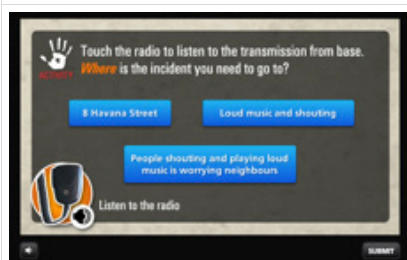 Touch the radio to listen to the transmission from base.
Where is the incident you need to go to?
ACTIVITY
8 Havana Street
Loud music and shouting
People shouting and playing loud
music is worrying neighbours
Listen to the radio
SUBMIT